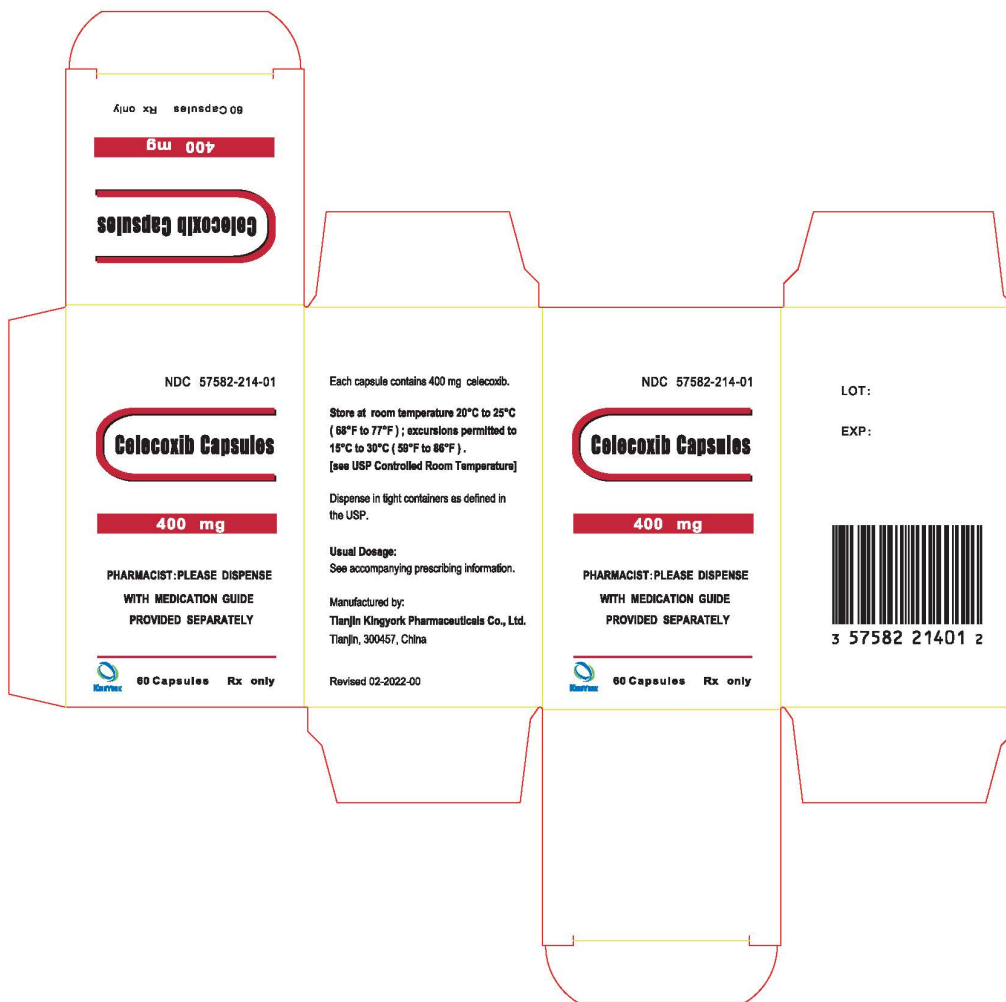 60 Capsules Rx only
400 mg
Celecoxib Capsules
NDC 57582-214-01
Celecoxib Capsules
400 mg
PHARMACIST:PLEASE DISPENSE
WITH MEDICATION GUIDE
PROVIDED SEPARATELY
KINGYORK
60 Capsules Rx only
Each capsule contains 400 mg celecoxib.
Store at room temperature 20°C to 25°C
( 68°F to 77°F ) ; excursions permitted to
15°C to 30°C ( 59°F to 86°F ) .
[see USP Controlled Room Temperature]
Dispense in tight containers as defined in
the USP.
Usual Dosage:
See accompanying prescribing information.
Manufactured by:
Tianjin Kingyork Pharmaceuticals Co., Ltd.
Tianjin, 300457, China
Revised 02-2022-00
NDC 57582-214-01
Celecoxib Capsules
400 mg
PHARMACIST:PLEASE DISPENSE
WITH MEDICATION GUIDE
PROVIDED SEPARATELY
KINGYORK
60 Capsules Rx only
LOT:
EXP:
3 57582 21401 2